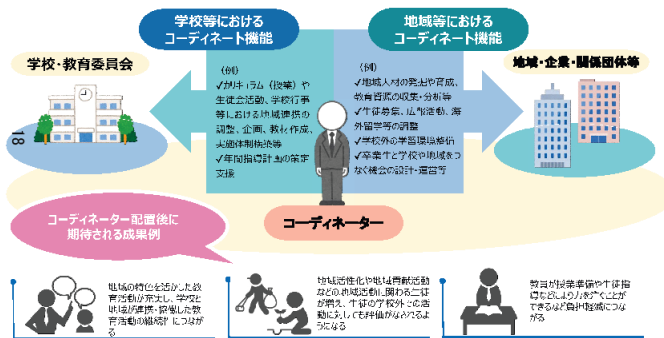 学校等における
コーディネート機能
地域等における
コーディネート機能
学校・教育委員会
地域・企業・関係団体等
(例)
✓カリキュラム(授業)や
生徒会活動、学校行事
等における地域連携の
調整、企画、教材作成、
実施体制構築等
✓年間指導計画の策定
支援
(例)
✓地域人材の発掘や育成、
教育資源の収集・分析等
✓生徒募集、広報活動、海
外留学等の調整
✓学校外の学習環境整備
✓卒業生と学校や地域をつ
なぐ機会の設計・運営等
18
コーディネーター
コーディネーター配置後に
期待される成果例
地域の特色を活かした教
育活動が充実し、学校と
地域が連携・協働した教
育活動の継続性につなが
る
地域活性化や地域貢献活動
などの地域活動に関わる生徒
が増え、生徒の学校外での活
動に対しても評価がなされるよ
うになる
教員が授業準備や生徒指
導などにより力を注ぐことが
できるなど負担軽減につな
がる